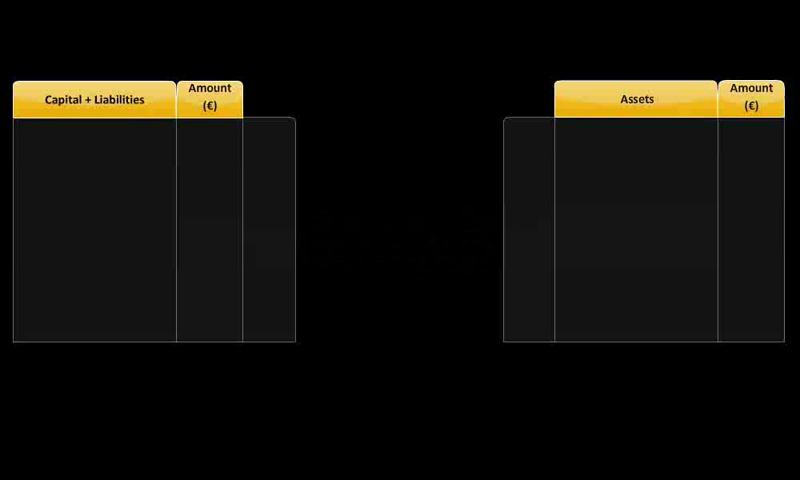 Capital + Liabilities
Amount
(€)
Assets
Amount
(€)